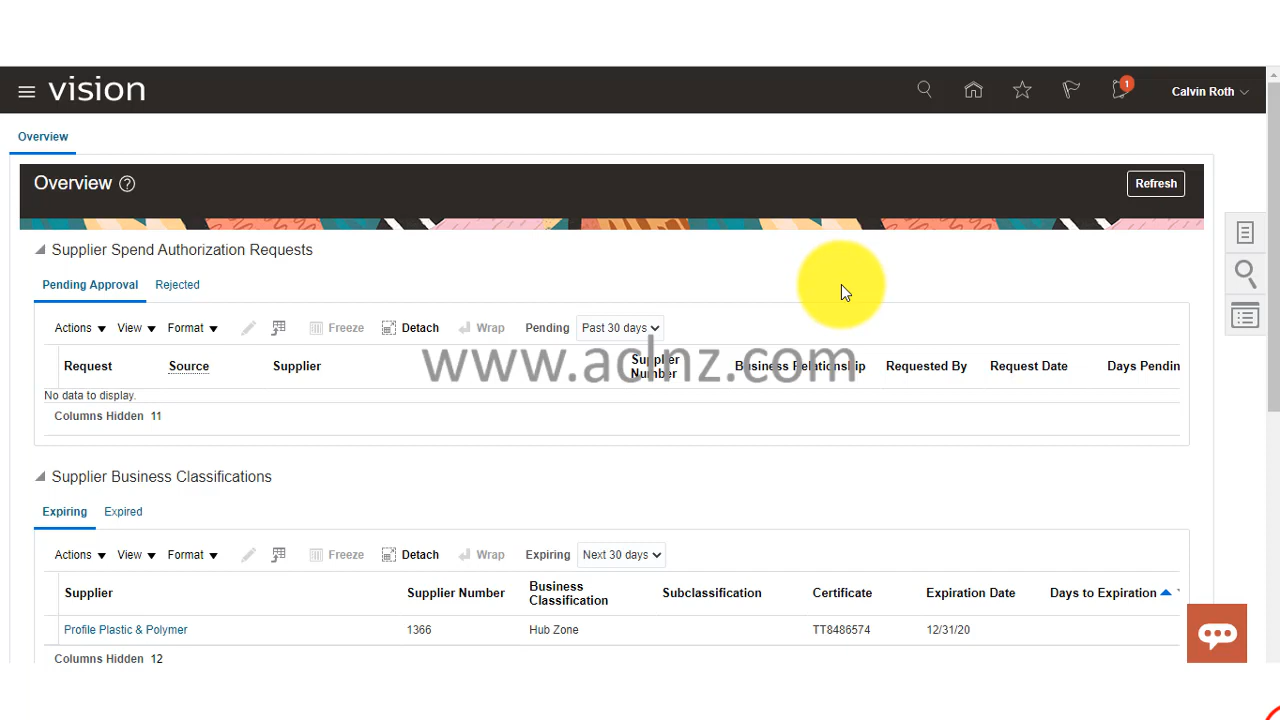 vision
1
Calvin Roth
Overview
Overview ?
Refresh
Supplier Spend Authorization Requests
Pending Approval Rejected
Actions View Format Freeze Detach Wrap Pending Past 30 days
Request Source Supplier Supplier Number Business Relationship Requested By Request Date Days Pendin
www.aclnz.com
No data to display.
Columns Hidden 11
Supplier Business Classifications
Expiring Expired
Actions View Format Freeze Detach Wrap Expiring Next 30 days
Supplier Supplier Number Business Classification Subclassification Certificate Expiration Date Days to Expiration
Profile Plastic & Polymer 1366 Hub Zone TT8486574 12/31/20
Columns Hidden 12